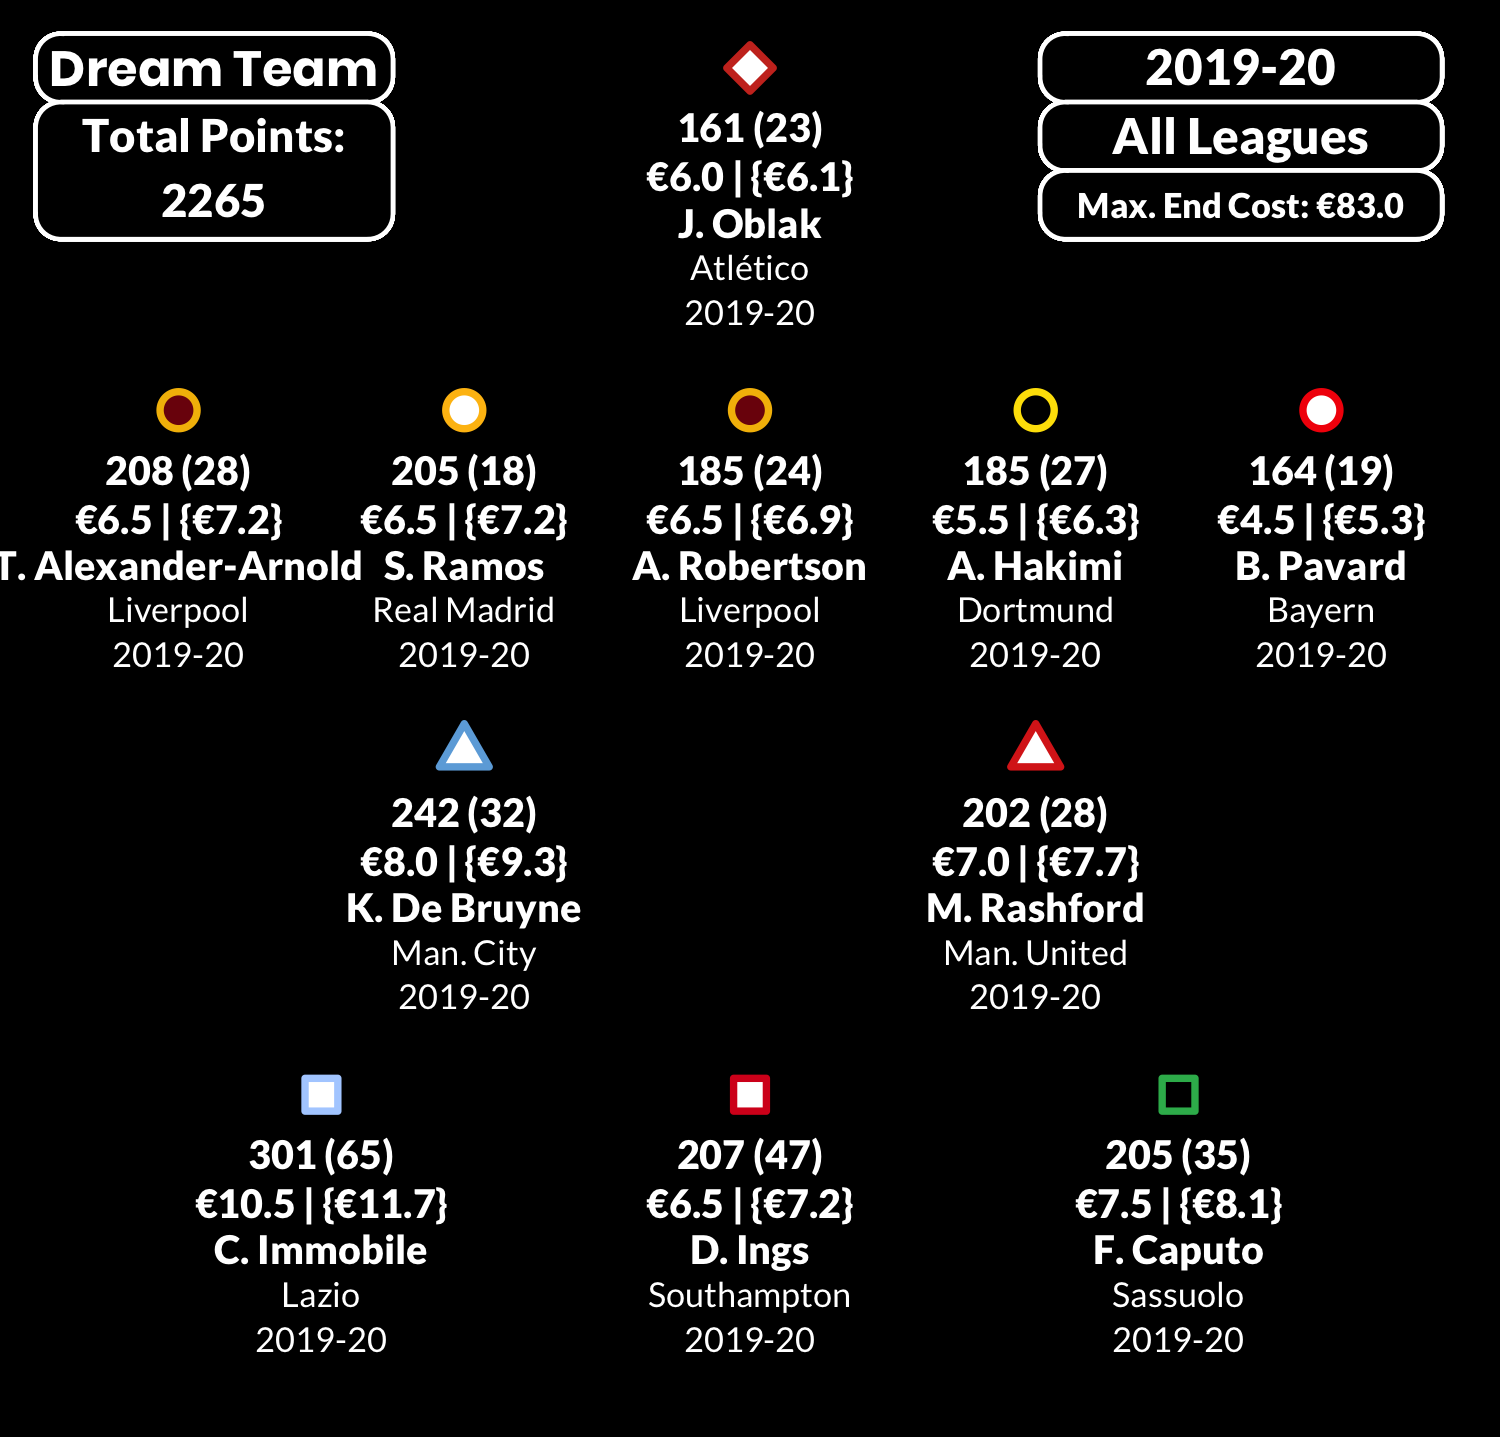 Dream Team
Total Points:
2265
2019-20
All Leagues
Max. End Cost: €83.0
161 (23)
€6.0 | {€6.1}
J. Oblak
Atlético
2019-20
208 (28)
€6.5 | {€7.2}
T. Alexander-Arnold
Liverpool
2019-20
205 (18)
€6.5 | {€7.2}
S. Ramos
Real Madrid
2019-20
185 (24)
€6.5 | {€6.9}
A. Robertson
Liverpool
2019-20
185 (27)
€5.5 | {€6.3}
A. Hakimi
Dortmund
2019-20
164 (19)
€4.5 | {€5.3}
B. Pavard
Bayern
2019-20
242 (32)
€8.0 | {€9.3}
K. De Bruyne
Man. City
2019-20
202 (28)
€7.0 | {€7.7}
M. Rashford
Man. United
2019-20
301 (65)
€10.5 | {€11.7}
C. Immobile
Lazio
2019-20
207 (47)
€6.5 | {€7.2}
D. Ings
Southampton
2019-20
205 (35)
€7.5 | {€8.1}
F. Caputo
Sassuolo
2019-20